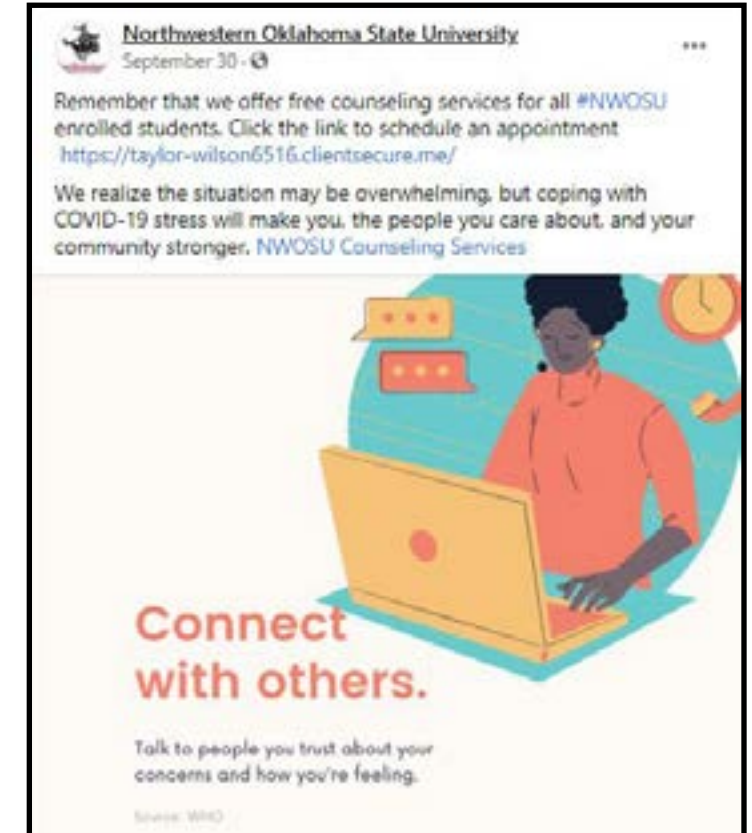 Northwestern Oklahoma State University
September 30 ·
Remember that we offer free counseling services for all #NWOSU
enrolled students. Click the link to schedule an appointment
https://taylor-wilson6516.clientsecure.me/
We realize the situation may be overwhelming, but coping with
COVID-19 stress will make you, the people you care about, and your
community stronger. NWOSU Counseling Services
Connect
with others.
Talk to people you trust about your
concerns and how you're feeling.
Source: WHO